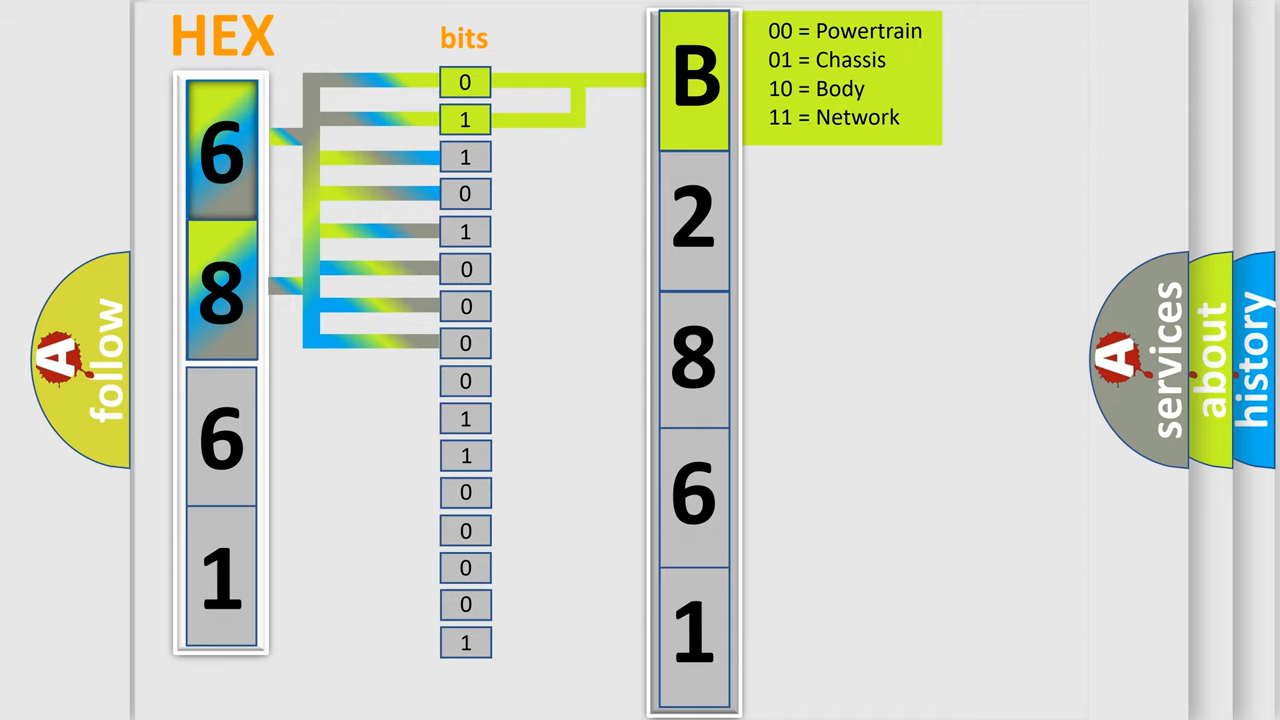 HEX
bits
6
8
6
1
0
1
1
0
1
0
0
0
0
1
1
0
0
0
0
1
B
2
8
6
1
00 = Powertrain
01 = Chassis
10 = Body
11 = Network
A
follow
A
services
about
history